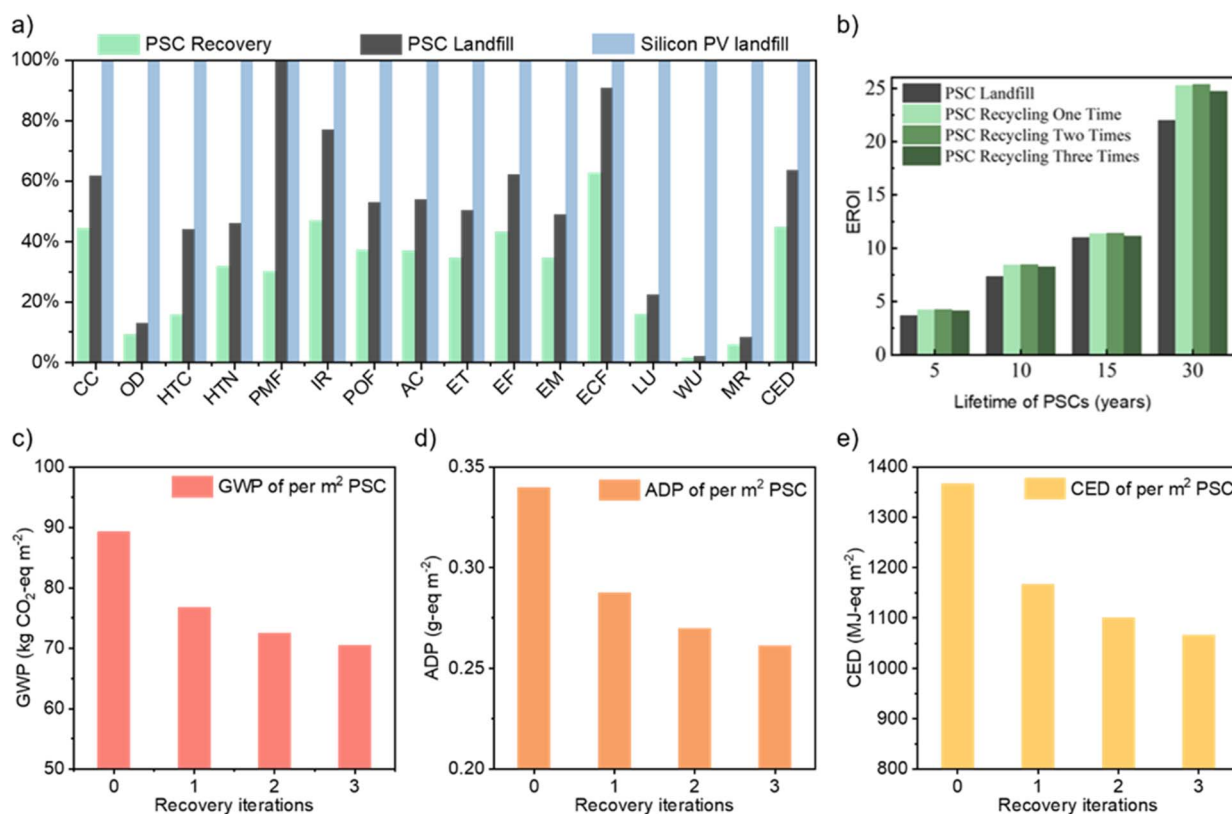 a)
PSC Recovery PSC Landfill Silicon PV landfill
100%
80%
60%
40%
20%
0%
CC OD HTC HTN PMF IR POF AC ET EF EM ECF LU WU MR CED
b)
PSC Landfill
PSC Recycling One Time
PSC Recycling Two Times
PSC Recycling Three Times
EROI
25
20
15
10
5
0
5 10 15 30
Lifetime of PSCs (years)
c)
GWP of per m² PSC
GWP (kg CO₂-eq m⁻²)
100
90
80
70
60
50
0 1 2 3
Recovery iterations
d)
ADP of per m² PSC
ADP (g-eq m⁻²)
0.35
0.30
0.25
0.20
0 1 2 3
Recovery iterations
e)
CED of per m² PSC
CED (MJ-eq m⁻²)
1400
1300
1200
1100
1000
900
800
0 1 2 3
Recovery iterations